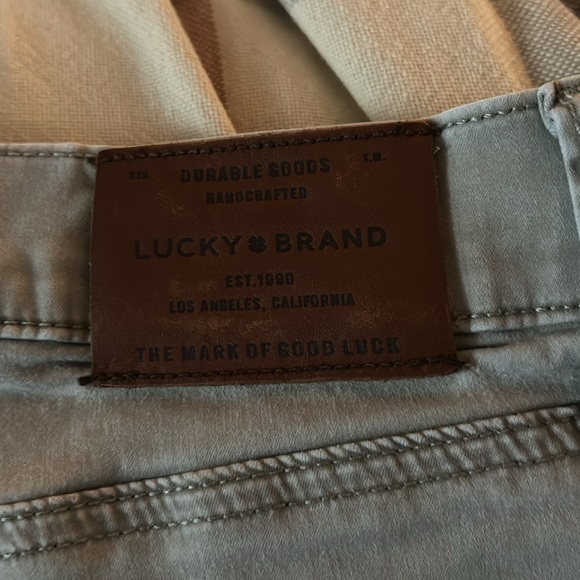 REG. DURABLE GOODS T.M.
HANDCRAFTED
LUCKY BRAND
EST.1990
LOS ANGELES, CALIFORNIA
THE MARK OF GOOD LUCK